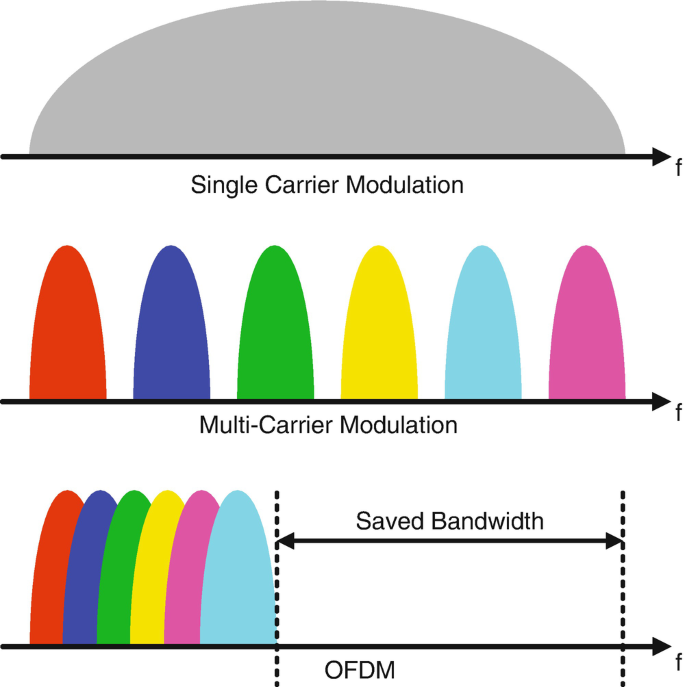 f
Single Carrier Modulation
f
Multi-Carrier Modulation
Saved Bandwidth
f
OFDM